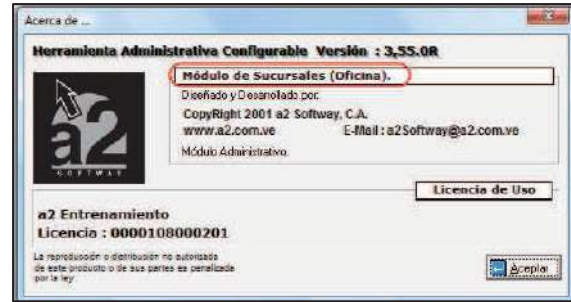 Acerca de ...
Herramienta Administrativa Configurable Versión : 3,55.0R
Módulo de Sucursales (Oficina).
Diseñado y Desarrollado por:
CopyRight 2001 a2 Softway, C.A.
www.a2.com.ve E-Mail : a2Softway@a2.com.ve
Módulo Administrativo.
a2
SOFTWAY
Licencia de Uso
a2 Entrenamiento
Licencia : 0000108000201
La reproducción o distribución no autorizada
de este producto o de sus partes es penalizada
por la ley.
Aceptar